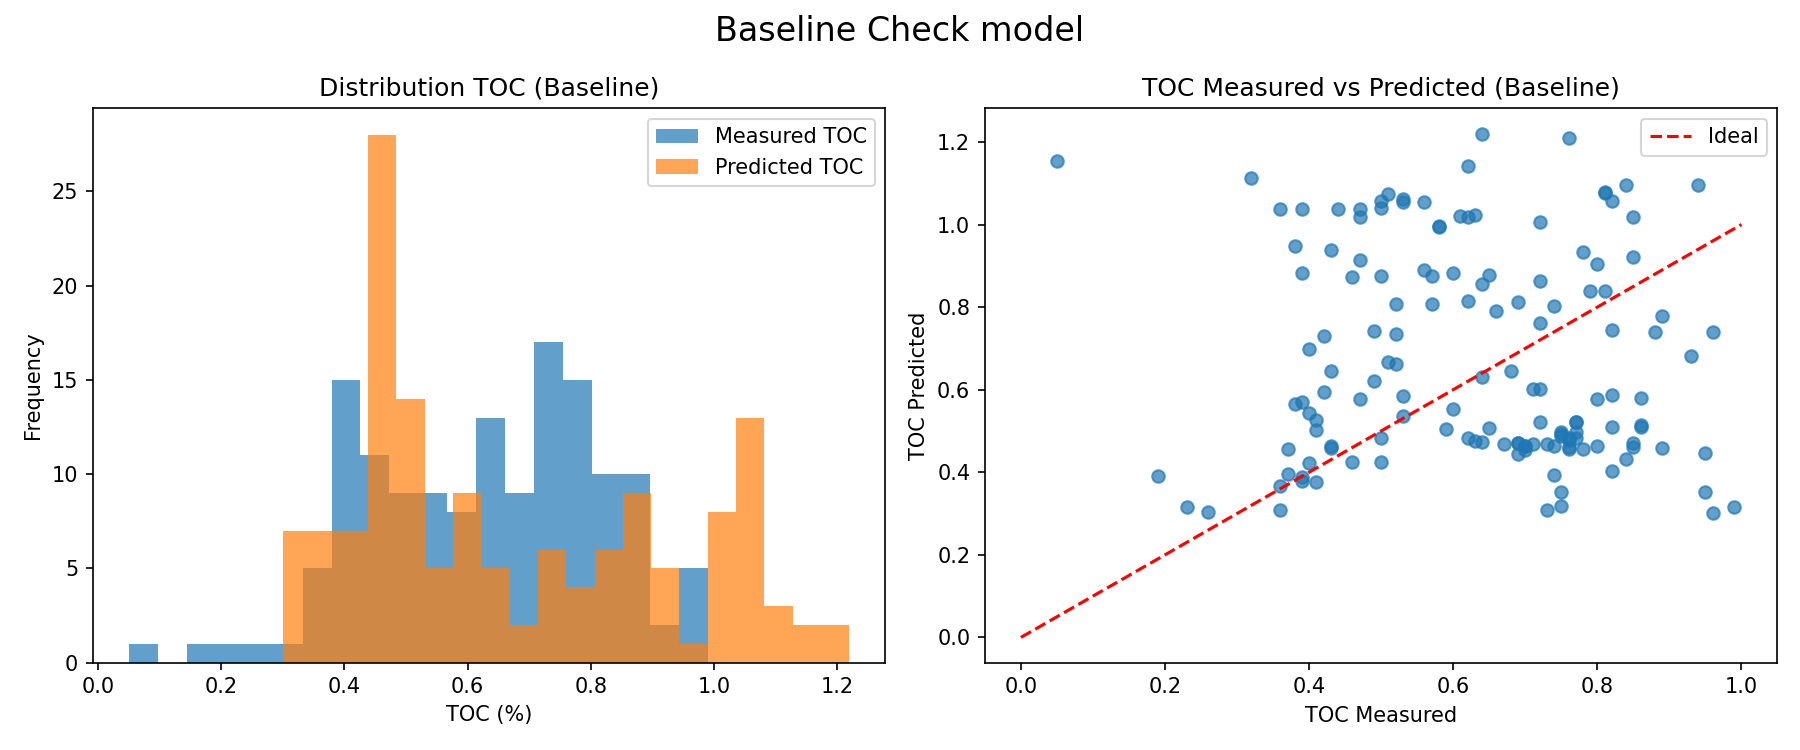 Baseline Check model
Distribution TOC (Baseline)
Measured TOC
Predicted TOC
Frequency
25
20
15
10
5
0
0.0 0.2 0.4 0.6 0.8 1.0 1.2
TOC (%)
TOC Measured vs Predicted (Baseline)
Ideal
TOC Predicted
1.2
1.0
0.8
0.6
0.4
0.2
0.0
0.0 0.2 0.4 0.6 0.8 1.0
TOC Measured